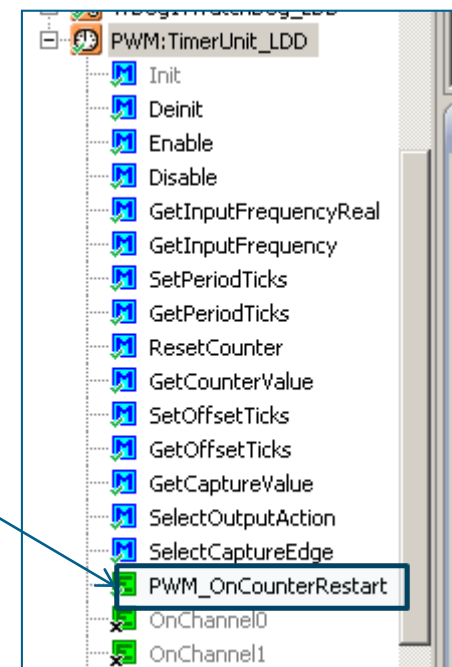 PWM:TimerUnit_LDD
Init
Deinit
Enable
Disable
GetInputFrequencyReal
GetInputFrequency
SetPeriodTicks
GetPeriodTicks
ResetCounter
GetCounterValue
SetOffsetTicks
GetOffsetTicks
GetCaptureValue
SelectOutputAction
SelectCaptureEdge
PWM_OnCounterRestart
OnChannel0
OnChannel1